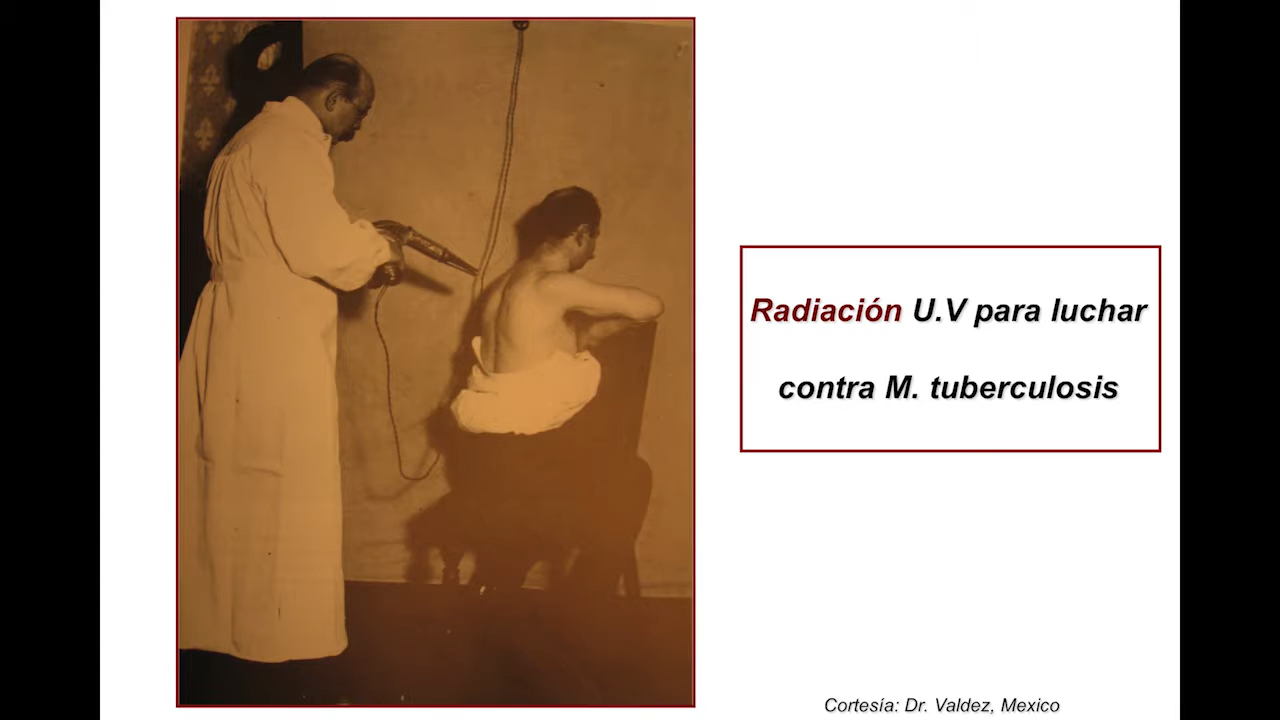 Radiación U.V para luchar
contra M. tuberculosis
Cortesía: Dr. Valdez, Mexico